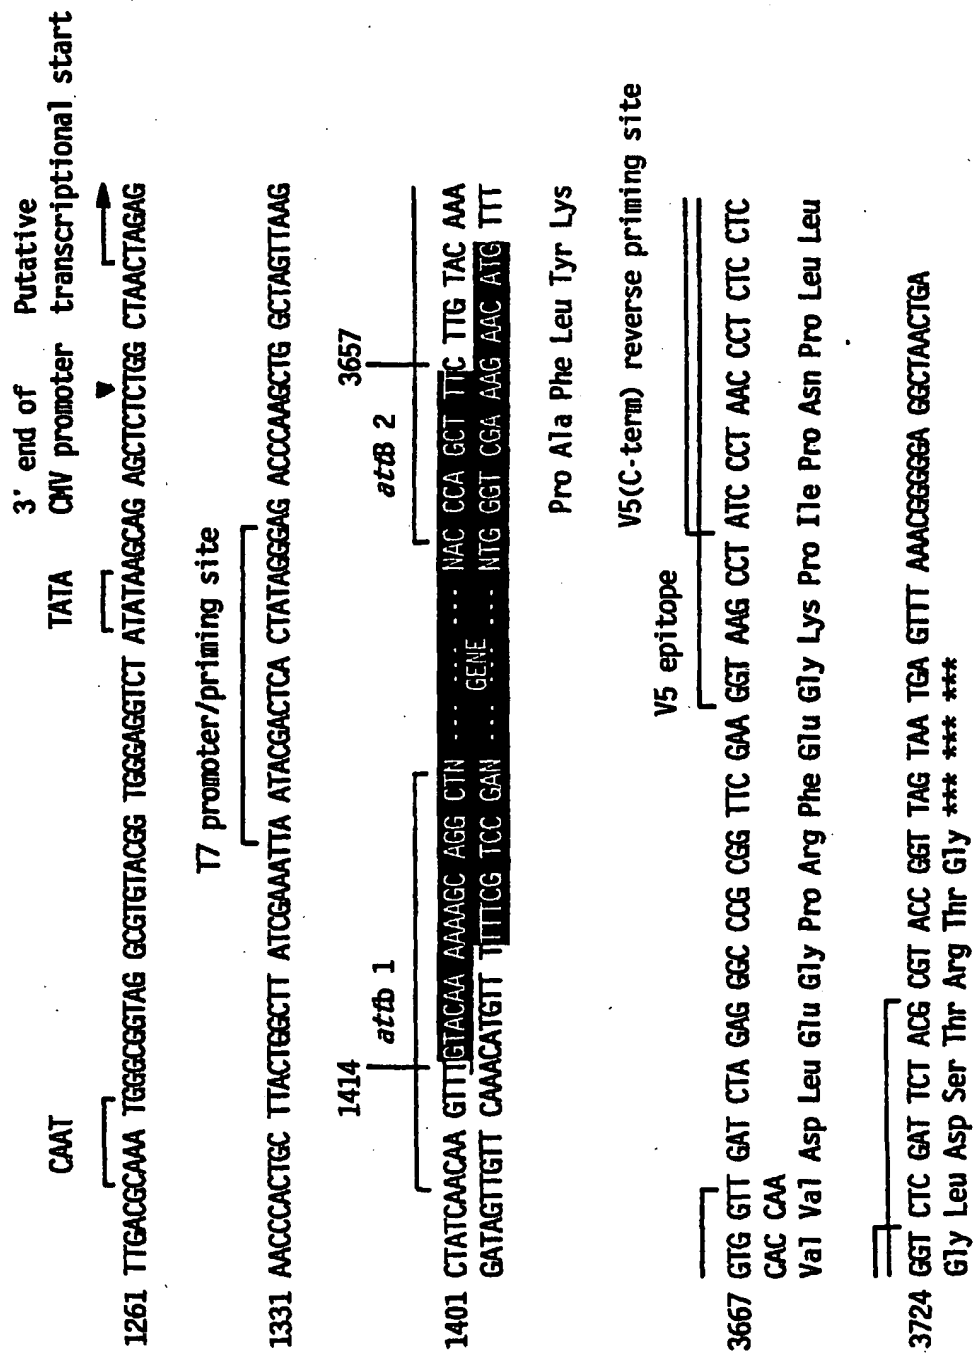 3' end of Putative
CAAT TATA CMV promoter transcriptional start
1261 TTGACGCAAA TGGGCGGTAG GCGTGTACGG TGGGAGGTCT ATATAAGCAG AGCTCTCTGG CTAACTAGAG
T7 promoter/priming site
1331 AACCCACTGC TTACTGGCTT ATCGAAATTA ATACGACTCA CTATAGGGAG ACCCAAGCTG GCTAGTTAAG
1414 3657
attb 1 attB 2
1401 CTATCAACAA GTTTGTACAA AAAAGC AGG CTN ... ... ... NAC CCA GCT TTC TTG TAC AAA
GENE
GATAGTTGTT CAAACATGTT TTTTCG TCC GAN ... ... ... NTG GGT CGA AAG AAC ATG TTT
Pro Ala Phe Leu Tyr Lys
V5(C-term) reverse priming site
V5 epitope
3667 GTG GTT GAT CTA GAG GGC CCG CGG TTC GAA GGT AAG CCT ATC CCT AAC CCT CTC CTC
CAC CAA
Val Val Asp Leu Glu Gly Pro Arg Phe Glu Gly Lys Pro Ile Pro Asn Pro Leu Leu
3724 GGT CTC GAT TCT ACG CGT ACC GGT TAG TAA TGA GTTT AAACGGGGGA GGCTAACTGA
Gly Leu Asp Ser Thr Arg Thr Gly *** *** ***